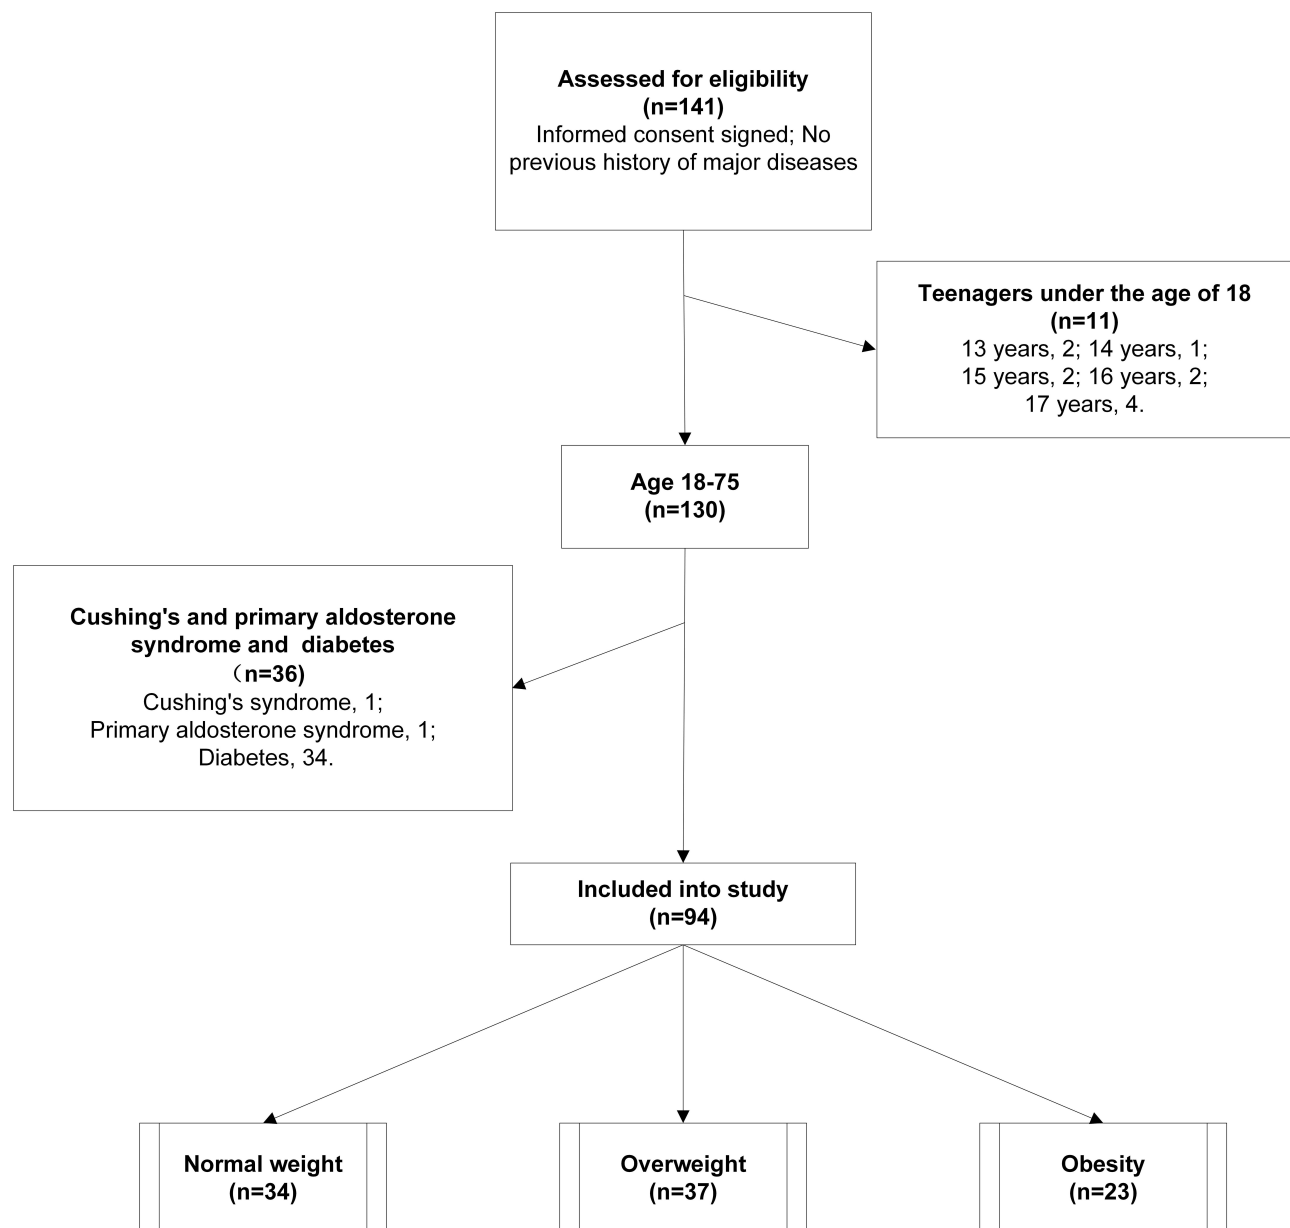 Assessed for eligibility
(n=141)
Informed consent signed; No
previous history of major diseases
Teenagers under the age of 18
(n=11)
13 years, 2; 14 years, 1;
15 years, 2; 16 years, 2;
17 years, 4.
Age 18-75
(n=130)
Cushing's and primary aldosterone
syndrome and  diabetes
（n=36)
Cushing's syndrome, 1;
Primary aldosterone syndrome, 1;
Diabetes, 34.
Included into study
(n=94)
Normal weight
(n=34)
Overweight
(n=37)
Obesity
(n=23)